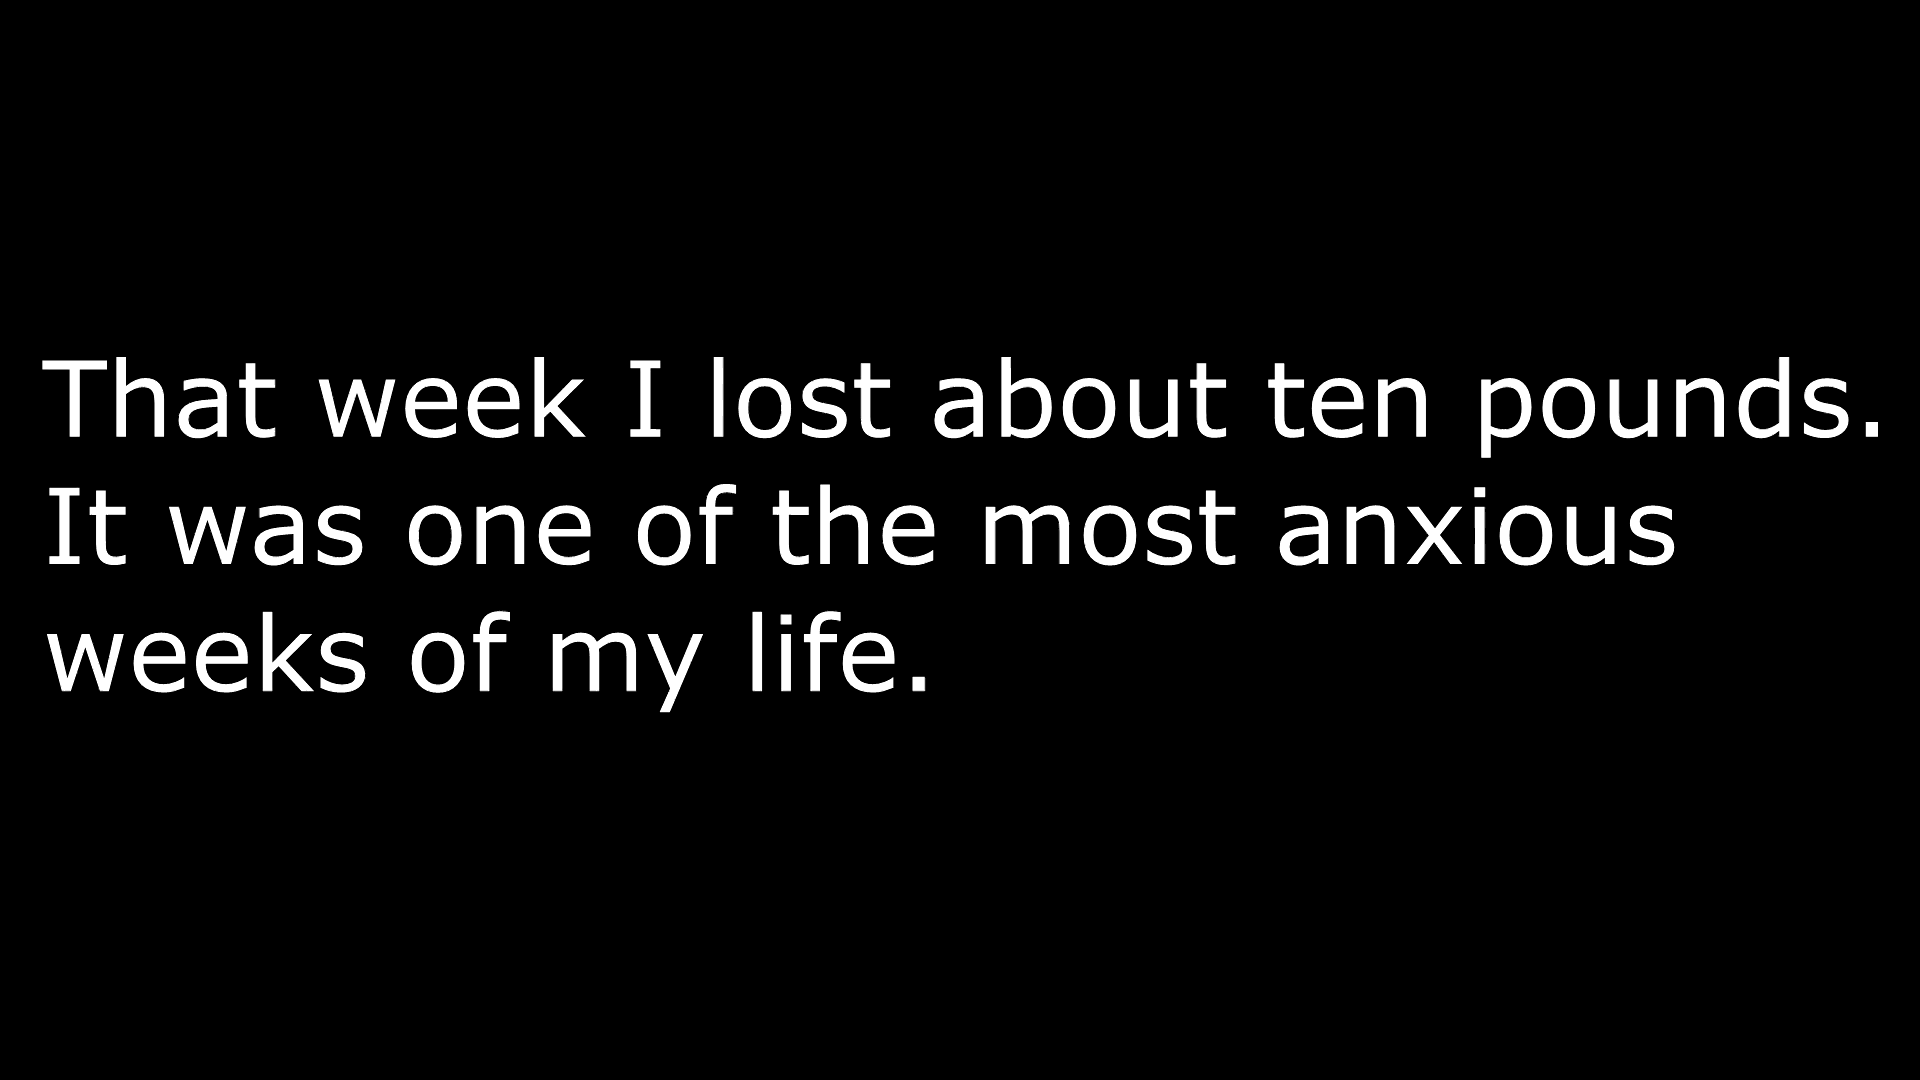 That week I lost about ten pounds.
It was one of the most anxious
weeks of my life.